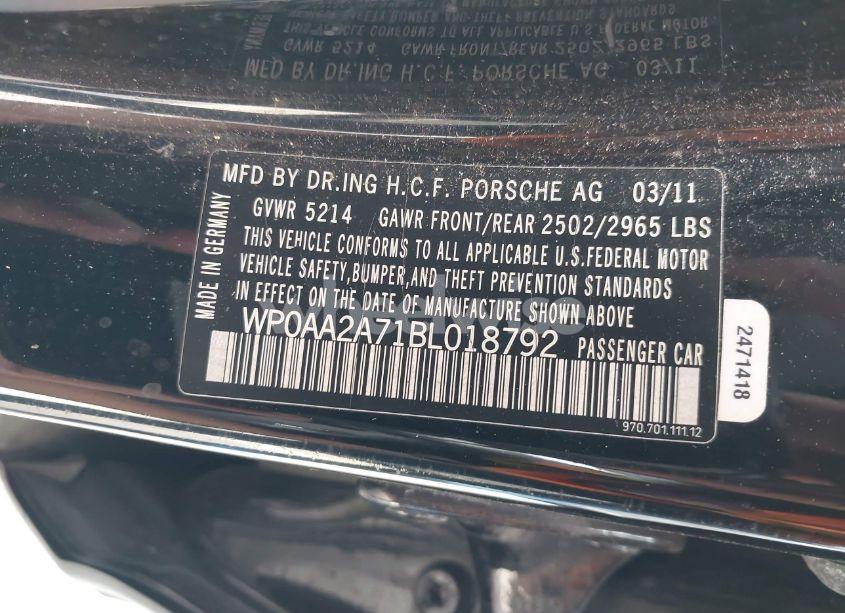 MFD BY DR.ING H.C.F. PORSCHE AG 03/11
GVWR 5214 GAWR FRONT/REAR 2502/2965 LBS
THIS VEHICLE CONFORMS TO ALL APPLICABLE U.S.FEDERAL MOTOR
VEHICLE SAFETY,BUMPER,AND THEFT PREVENTION STANDARDS
IN EFFECT ON THE DATE OF MANUFACTURE SHOWN ABOVE
WP0AA2A71BL018792 PASSENGER CAR
970.701.111.12
MADE IN GERMANY
2471418